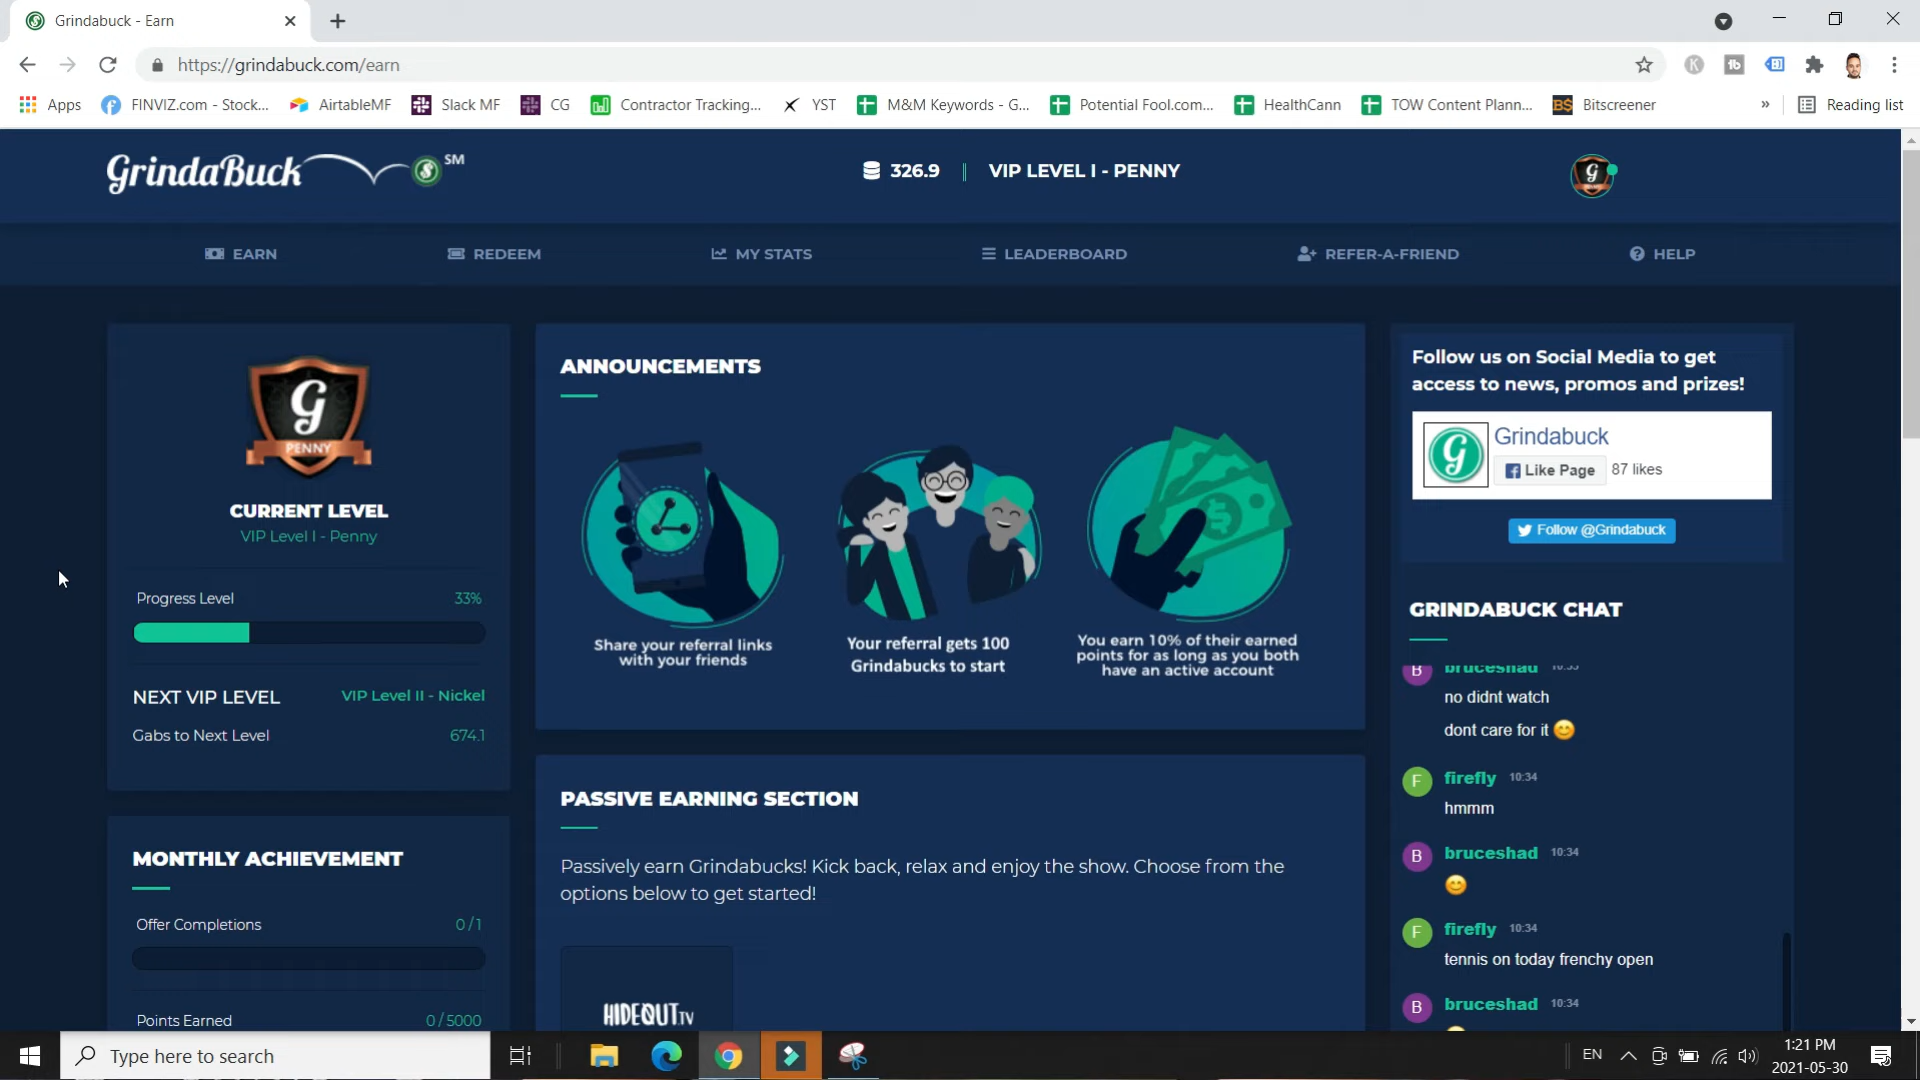 Grindabuck - Earn
https://grindabuck.com/earn
Apps
FINVIZ.com - Stock...
AirtableMF
Slack MF
CG
Contractor Tracking...
YST
M&M Keywords - G...
Potential Fool.com...
HealthCann
TOW Content Plann...
BS
Bitscreener
»
Reading list
GrindaBuck SM
326.9
VIP LEVEL I - PENNY
EARN
REDEEM
MY STATS
LEADERBOARD
REFER-A-FRIEND
HELP
G
PENNY
CURRENT LEVEL
VIP Level I - Penny
Progress Level 33%
NEXT VIP LEVEL VIP Level II - Nickel
Gabs to Next Level 674.1
MONTHLY ACHIEVEMENT
Offer Completions 0 / 1
Points Earned 0 / 5000
ANNOUNCEMENTS
Share your referral links
with your friends
Your referral gets 100
Grindabucks to start
You earn 10% of their earned
points for as long as you both
have an active account
PASSIVE EARNING SECTION
Passively earn Grindabucks! Kick back, relax and enjoy the show. Choose from the
options below to get started!
HIDEOUT.TV
Follow us on Social Media to get
access to news, promos and prizes!
Grindabuck
Like Page 87 likes
Follow @Grindabuck
GRINDABUCK CHAT
B bruceshad
no didnt watch
dont care for it 😊
F firefly 10:34
hmmm
B bruceshad 10:34
😊
F firefly 10:34
tennis on today frenchy open
B bruceshad 10:34
Type here to search
EN
1:21 PM
2021-05-30